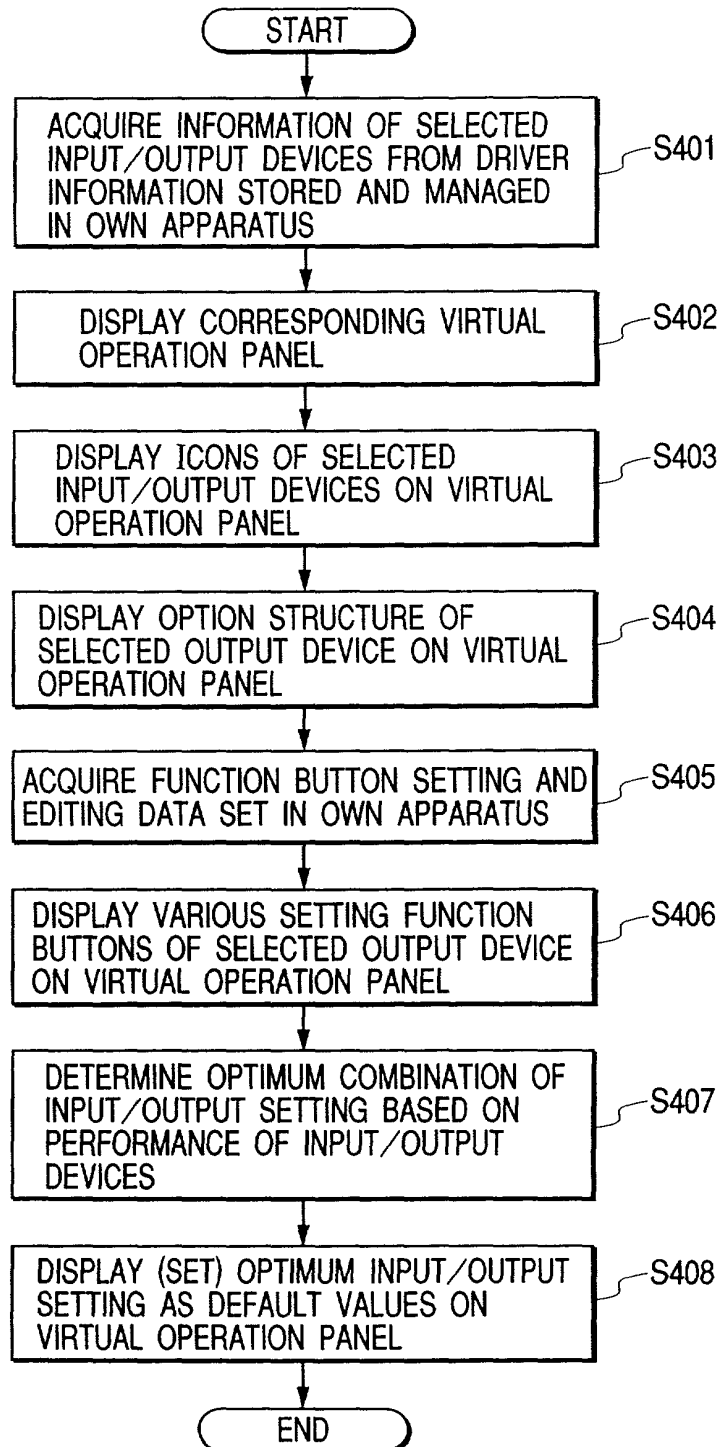 START
ACQUIRE INFORMATION OF SELECTED
INPUT/OUTPUT DEVICES FROM DRIVER
INFORMATION STORED AND MANAGED
IN OWN APPARATUS
S401
DISPLAY CORRESPONDING VIRTUAL
OPERATION PANEL
S402
DISPLAY ICONS OF SELECTED
INPUT/OUTPUT DEVICES ON VIRTUAL
OPERATION PANEL
S403
DISPLAY OPTION STRUCTURE OF
SELECTED OUTPUT DEVICE ON VIRTUAL
OPERATION PANEL
S404
ACQUIRE FUNCTION BUTTON SETTING AND
EDITING DATA SET IN OWN APPARATUS
S405
DISPLAY VARIOUS SETTING FUNCTION
BUTTONS OF SELECTED OUTPUT DEVICE
ON VIRTUAL OPERATION PANEL
S406
DETERMINE OPTIMUM COMBINATION OF
INPUT/OUTPUT SETTING BASED ON
PERFORMANCE OF INPUT/OUTPUT
DEVICES
S407
DISPLAY (SET) OPTIMUM INPUT/OUTPUT
SETTING AS DEFAULT VALUES ON
VIRTUAL OPERATION PANEL
S408
END